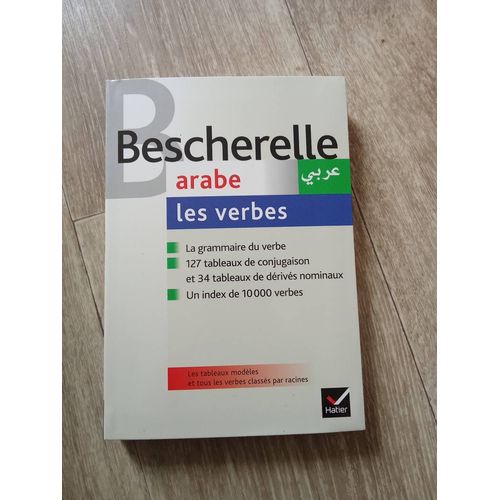 B
Bescherelle
arabe
عربي
les verbes
La grammaire du verbe
127 tableaux de conjugaison
et 34 tableaux de dérivés nominaux
Un index de 10 000 verbes
Les tableaux modèles
et tous les verbes classés par racines
Hatier